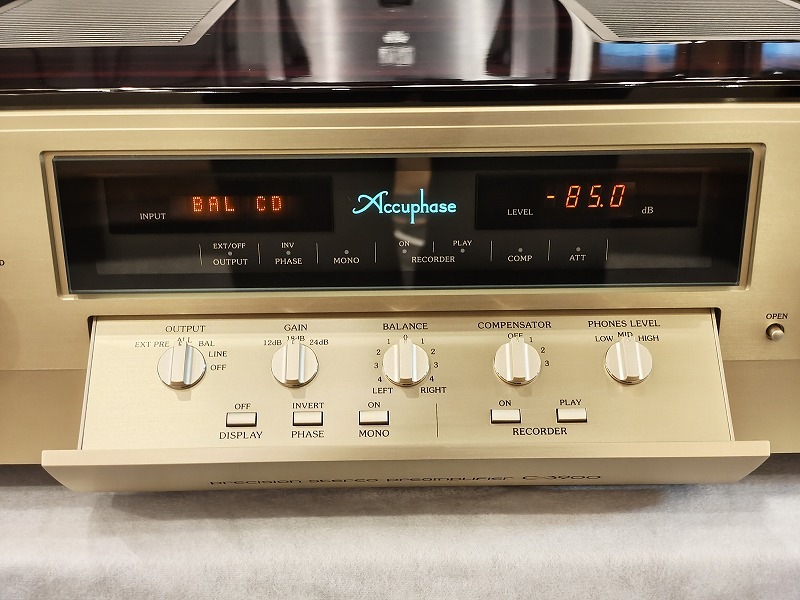 INPUT BAL CD
Accuphase
LEVEL -85.0 dB
EXT/OFF INV ON PLAY
OUTPUT PHASE MONO RECORDER COMP ATT
OPEN
OUTPUT GAIN BALANCE COMPENSATOR PHONES LEVEL
EXT PRE ALL BAL LINE OFF
12dB 18dB 24dB
1 0 1
2 2
3 3
4 4
LEFT RIGHT
OFF 1 2 3
LOW MID HIGH
OFF INVERT ON ON PLAY
DISPLAY PHASE MONO RECORDER
precision stereo preamplifier C-3900